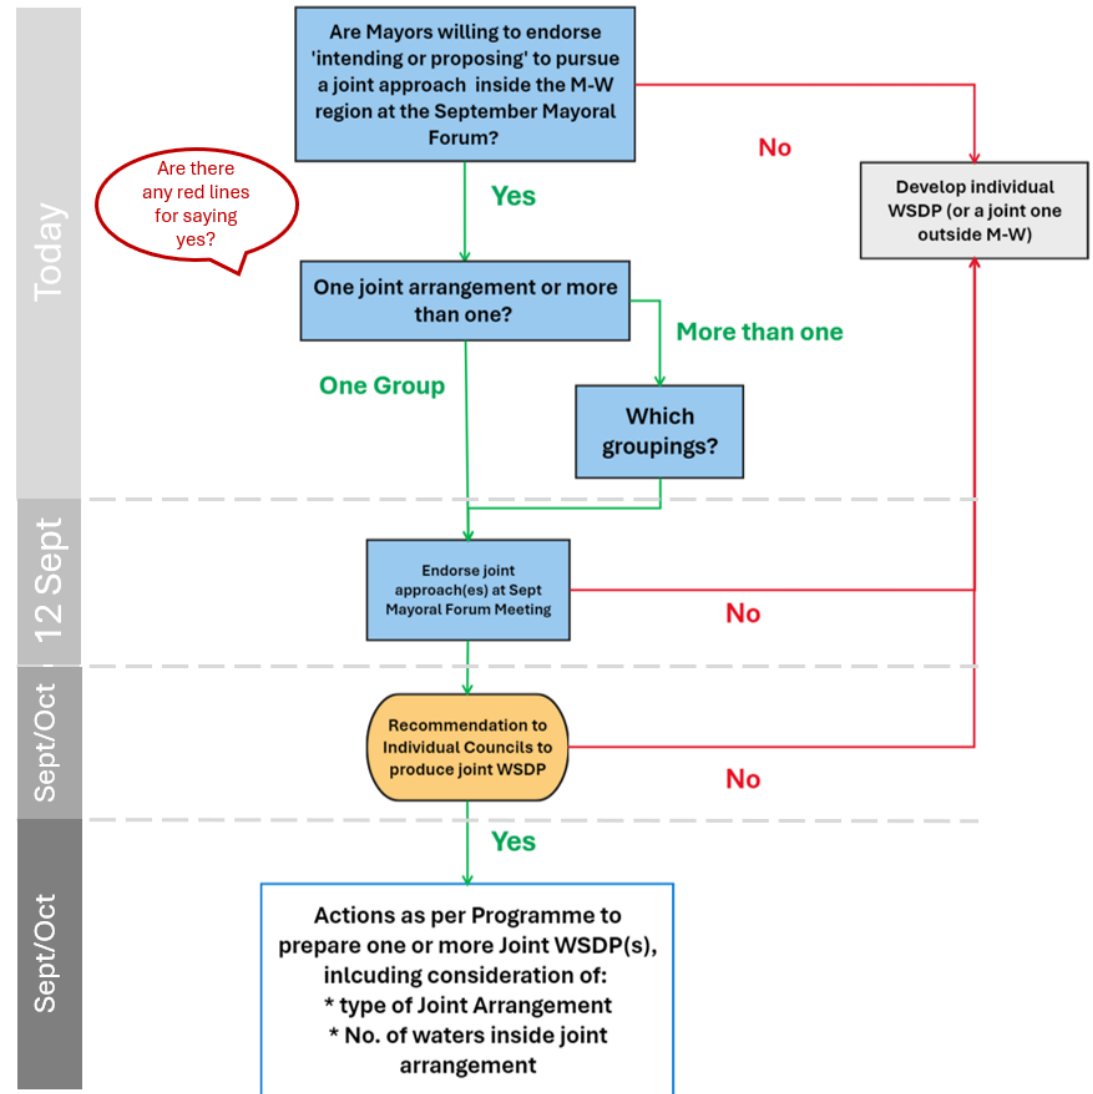 Are Mayors willing to endorse
'intending or proposing' to pursue
a joint approach inside the M-W
region at the September Mayoral
Forum?
No
Are there
any red lines
for saying
yes?
Yes
Develop individual
WSDP (or a joint one
outside M-W)
Today
One joint arrangement or more
than one?
More than one
One Group
Which
groupings?
12 Sept
Endorse joint
approach(es) at Sept
Mayoral Forum Meeting
No
Sept/Oct
Recommendation to
Individual Councils to
produce joint WSDP
No
Yes
Sept/Oct
Actions as per Programme to
prepare one or more Joint WSDP(s),
inlcuding consideration of:
* type of Joint Arrangement
* No. of waters inside joint
arrangement